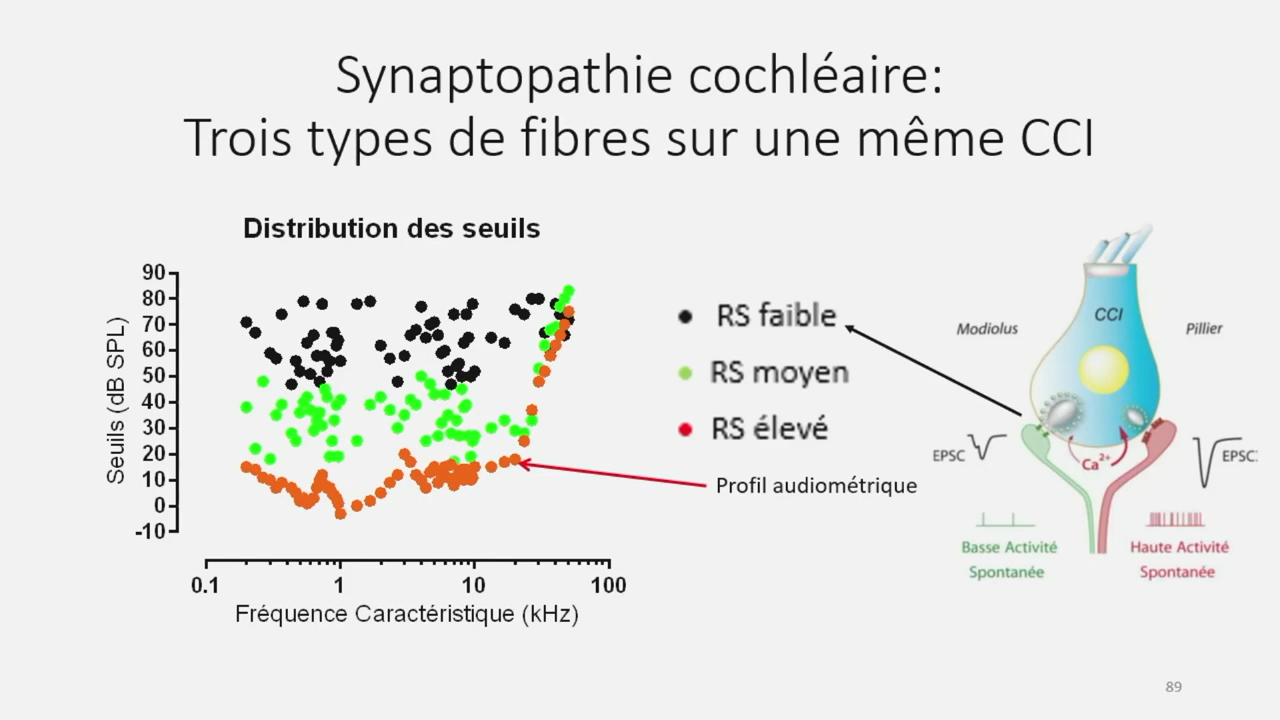 Synaptopathie cochléaire:
Trois types de fibres sur une même CCI
Distribution des seuils
90
80
70
60
50
40
30
20
10
0
-10
Seuils (dB SPL)
0.1
1
10
100
Fréquence Caractéristique (kHz)
RS faible
RS moyen
RS élevé
Profil audiométrique
CCI
Modiolus
Pillier
EPSC
Ca2+
EPSC
Basse Activité
Spontanée
Haute Activité
Spontanée
89